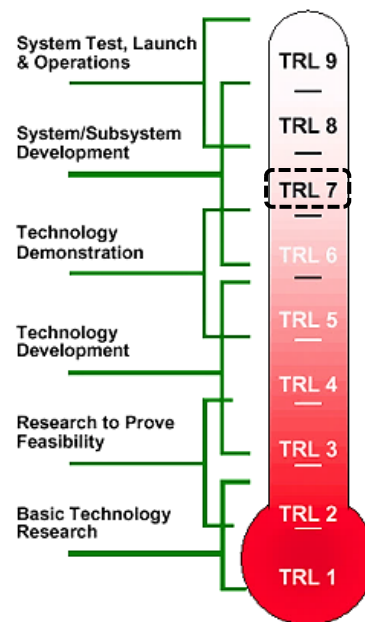 System Test, Launch
& Operations
System/Subsystem
Development
Technology
Demonstration
Technology
Development
Research to Prove
Feasibility
Basic Technology
Research
TRL 9
TRL 8
TRL 7
TRL 6
TRL 5
TRL 4
TRL 3
TRL 2
TRL 1